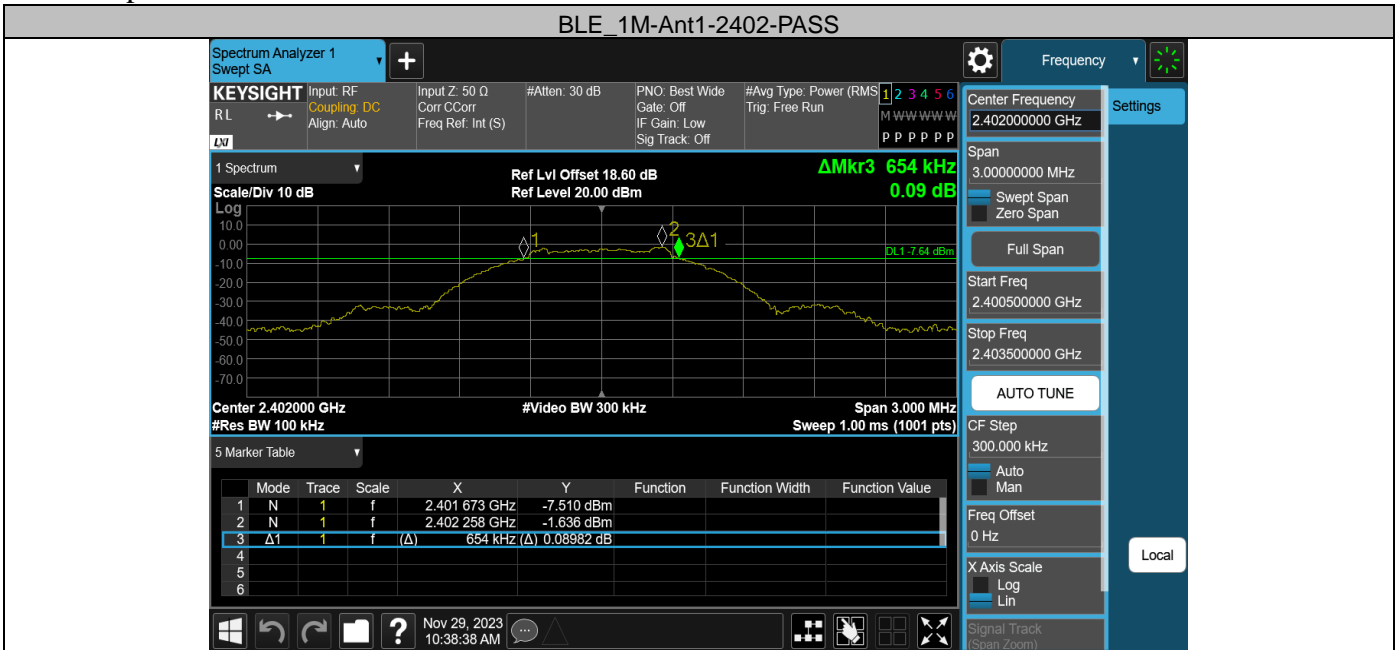 BLE_1M-Ant1-2402-PASS
Spectrum Analyzer 1
Swept SA
+
Frequency
KEYSIGHT
RL
LXI
Input: RF
Coupling: DC
Align: Auto
Input Z: 50 Ω
Corr CCorr
Freq Ref: Int (S)
#Atten: 30 dB
PNO: Best Wide
Gate: Off
IF Gain: Low
Sig Track: Off
#Avg Type: Power (RMS
Trig: Free Run
1 2 3 4 5 6
M W W W W W
P P P P P P
1 Spectrum
Scale/Div 10 dB
Ref Lvl Offset 18.60 dB
Ref Level 20.00 dBm
ΔMkr3 654 kHz
0.09 dB
Log
10.0
0.00
-10.0
-20.0
-30.0
-40.0
-50.0
-60.0
-70.0
1
2
3Δ1
DL1 -7.64 dBm
Center 2.402000 GHz
#Video BW 300 kHz
Span 3.000 MHz
#Res BW 100 kHz
Sweep 1.00 ms (1001 pts)
5 Marker Table
Mode Trace Scale X Y Function Function Width Function Value
1 N 1 f 2.401 673 GHz -7.510 dBm
2 N 1 f 2.402 258 GHz -1.636 dBm
3 Δ1 1 f (Δ) 654 kHz (Δ) 0.08982 dB
4
5
6
?
Nov 29, 2023
10:38:38 AM
Center Frequency
2.402000000 GHz
Settings
Span
3.00000000 MHz
Swept Span
Zero Span
Full Span
Start Freq
2.400500000 GHz
Stop Freq
2.403500000 GHz
AUTO TUNE
CF Step
300.000 kHz
Auto
Man
Freq Offset
0 Hz
X Axis Scale
Log
Lin
Local
Signal Track
(Span Zoom)